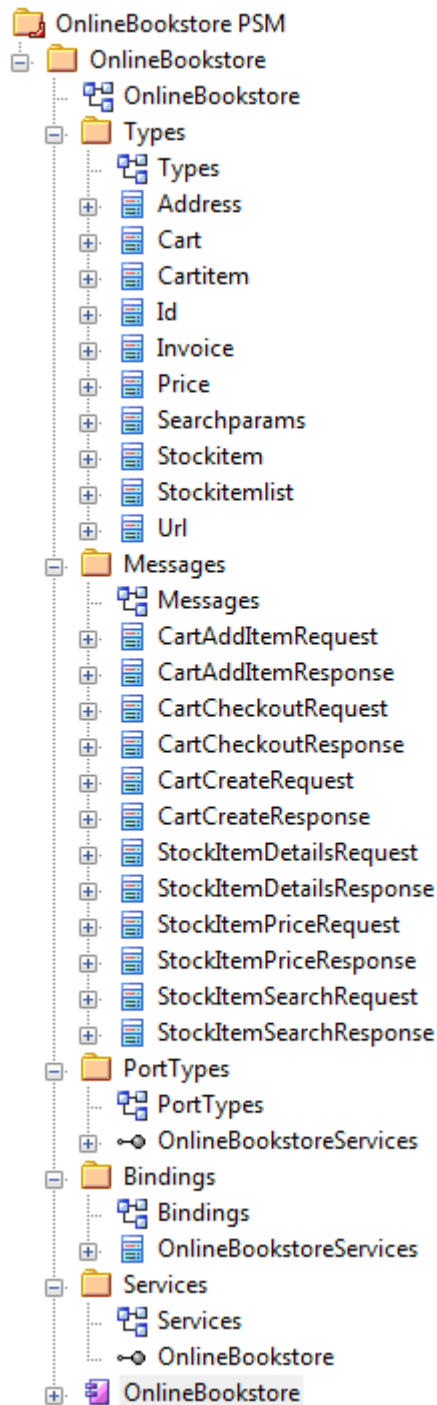 OnlineBookstore PSM
OnlineBookstore
OnlineBookstore
Types
Types
Address
Cart
Cartitem
Id
Invoice
Price
Searchparams
Stockitem
Stockitemlist
Url
Messages
Messages
CartAddItemRequest
CartAddItemResponse
CartCheckoutRequest
CartCheckoutResponse
CartCreateRequest
CartCreateResponse
StockItemDetailsRequest
StockItemDetailsResponse
StockItemPriceRequest
StockItemPriceResponse
StockItemSearchRequest
StockItemSearchResponse
PortTypes
PortTypes
OnlineBookstoreServices
Bindings
Bindings
OnlineBookstoreServices
Services
Services
OnlineBookstore
OnlineBookstore